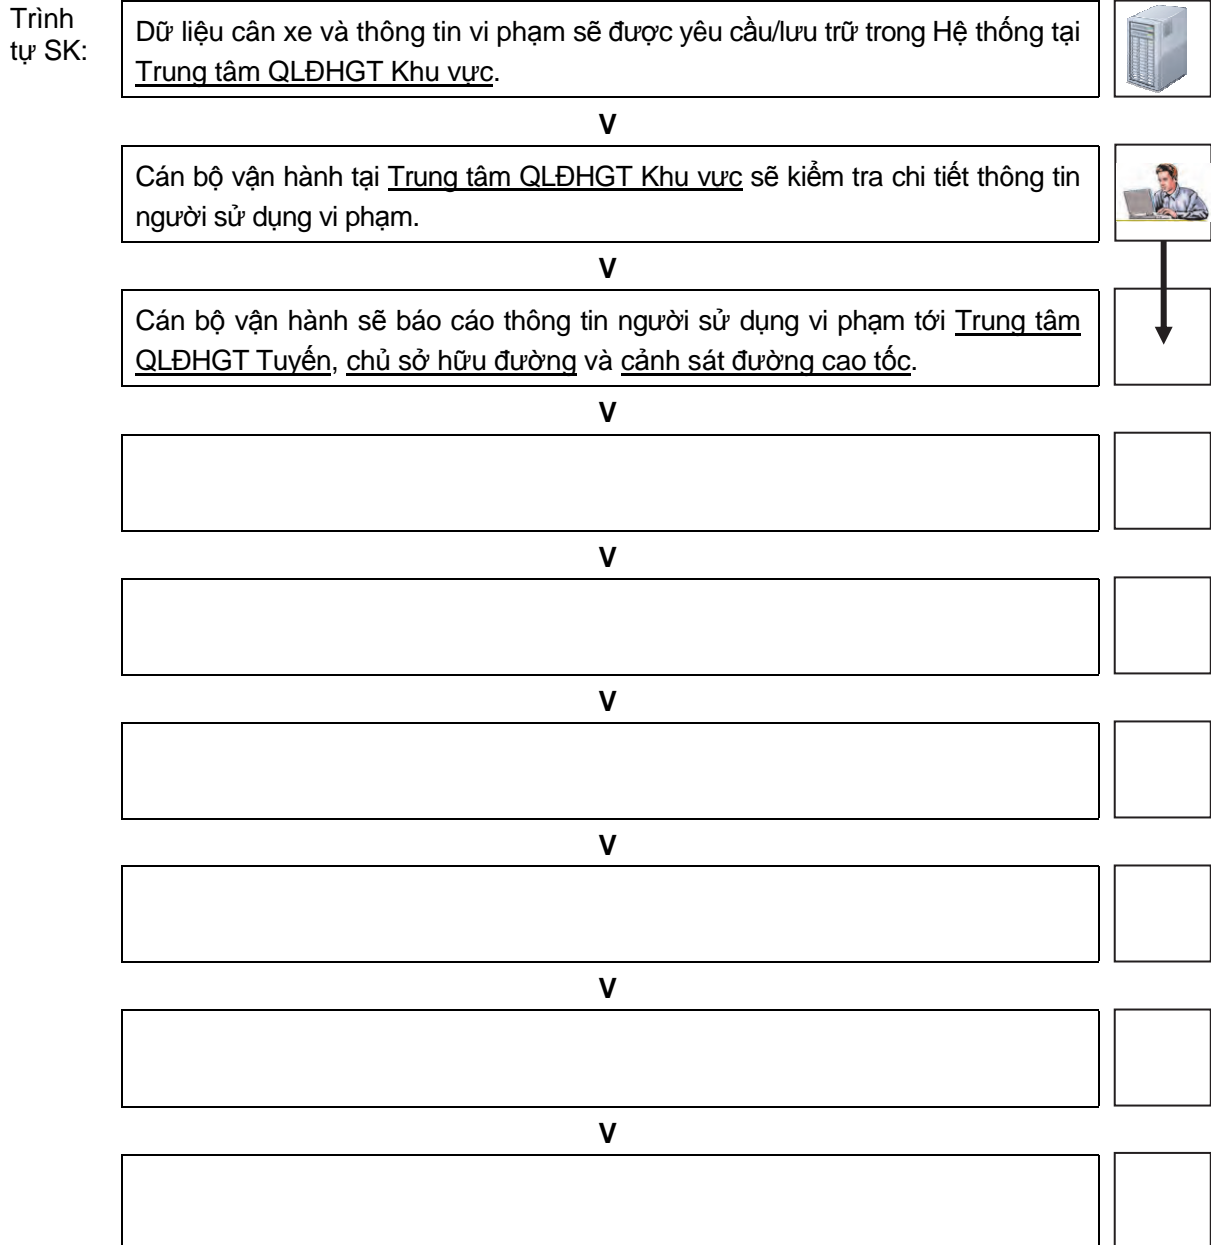 Trình
tự SK:
Dữ liệu cân xe và thông tin vi phạm sẽ được yêu cầu/lưu trữ trong Hệ thống tại
Trung tâm QLĐHGT Khu vực.
V
Cán bộ vận hành tại Trung tâm QLĐHGT Khu vực sẽ kiểm tra chi tiết thông tin
người sử dụng vi phạm.
V
Cán bộ vận hành sẽ báo cáo thông tin người sử dụng vi phạm tới Trung tâm
QLĐHGT Tuyến, chủ sở hữu đường và cảnh sát đường cao tốc.
V
V
V
V
V
V